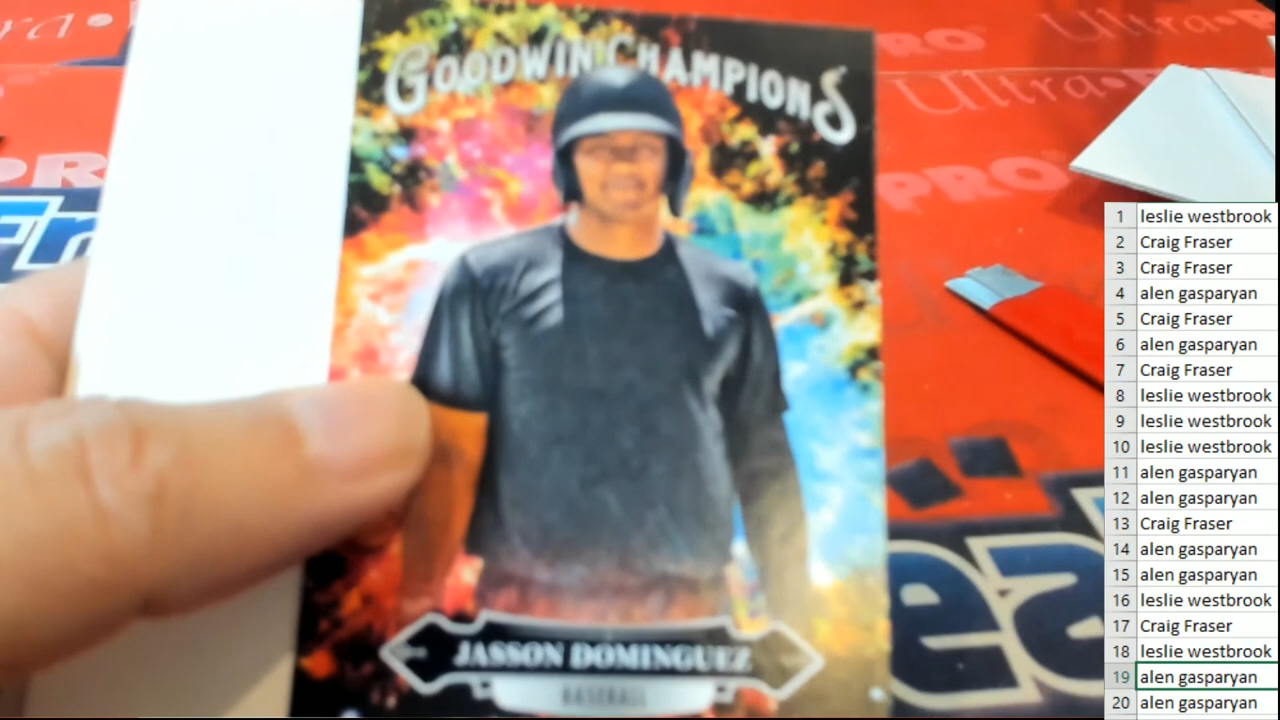 Ultra•
PRO
Ultra•P
PRO
GOODWIN CHAMPIONS
JASSON DOMINGUEZ
BASEBALL
1 leslie westbrook
2 Craig Fraser
3 Craig Fraser
4 alen gasparyan
5 Craig Fraser
6 alen gasparyan
7 Craig Fraser
8 leslie westbrook
9 leslie westbrook
10 leslie westbrook
11 alen gasparyan
12 alen gasparyan
13 Craig Fraser
14 alen gasparyan
15 alen gasparyan
16 leslie westbrook
17 Craig Fraser
18 leslie westbrook
19 alen gasparyan
20 alen gasparyan